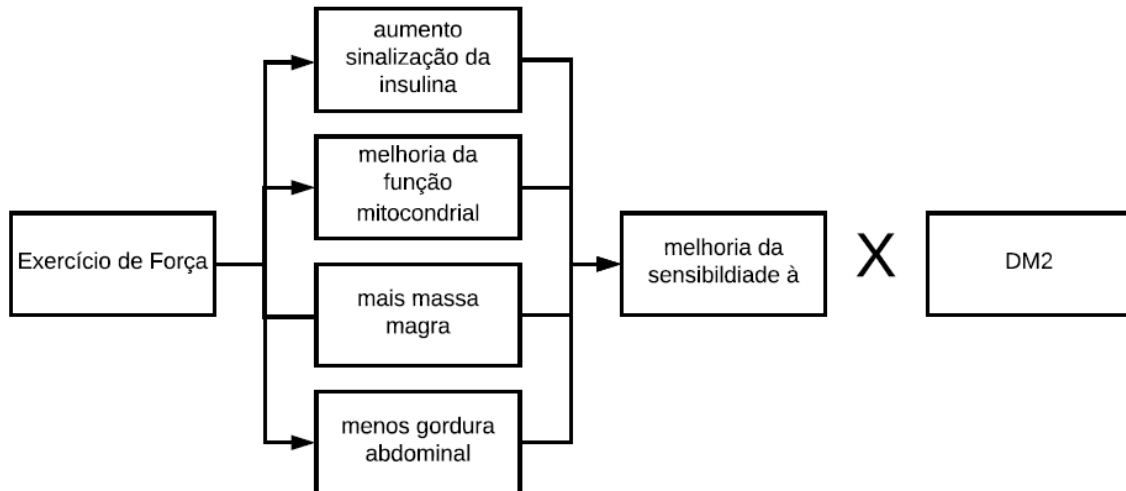 aumento
sinalização da
insulina
melhoria da
função
mitocondrial
Exercício de Força
mais massa
magra
menos gordura
abdominal
melhoria da
sensibildiade à
X
DM2